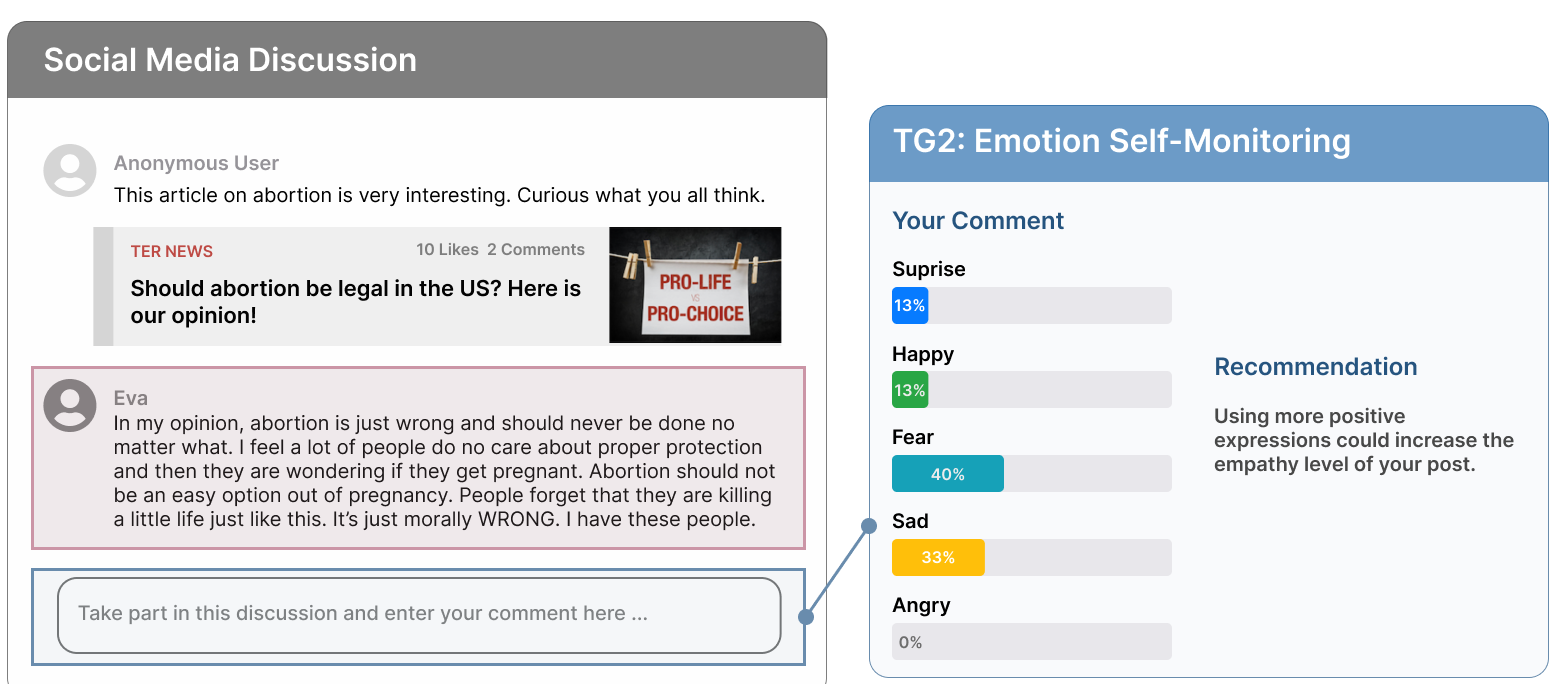 Social Media Discussion
Anonymous User
This article on abortion is very interesting. Curious what you all think.
TER NEWS
10 Likes 2 Comments
Should abortion be legal in the US? Here is
our opinion!
PRO-LIFE
VS
PRO-CHOICE
Eva
In my opinion, abortion is just wrong and should never be done no
matter what. I feel a lot of people do no care about proper protection
and then they are wondering if they get pregnant. Abortion should not
be an easy option out of pregnancy. People forget that they are killing
a little life just like this. It’s just morally WRONG. I have these people.
Take part in this discussion and enter your comment here ...
TG2: Emotion Self-Monitoring
Your Comment
Suprise
13%
Happy
13%
Fear
40%
Sad
33%
Angry
0%
Recommendation
Using more positive
expressions could increase the
empathy level of your post.